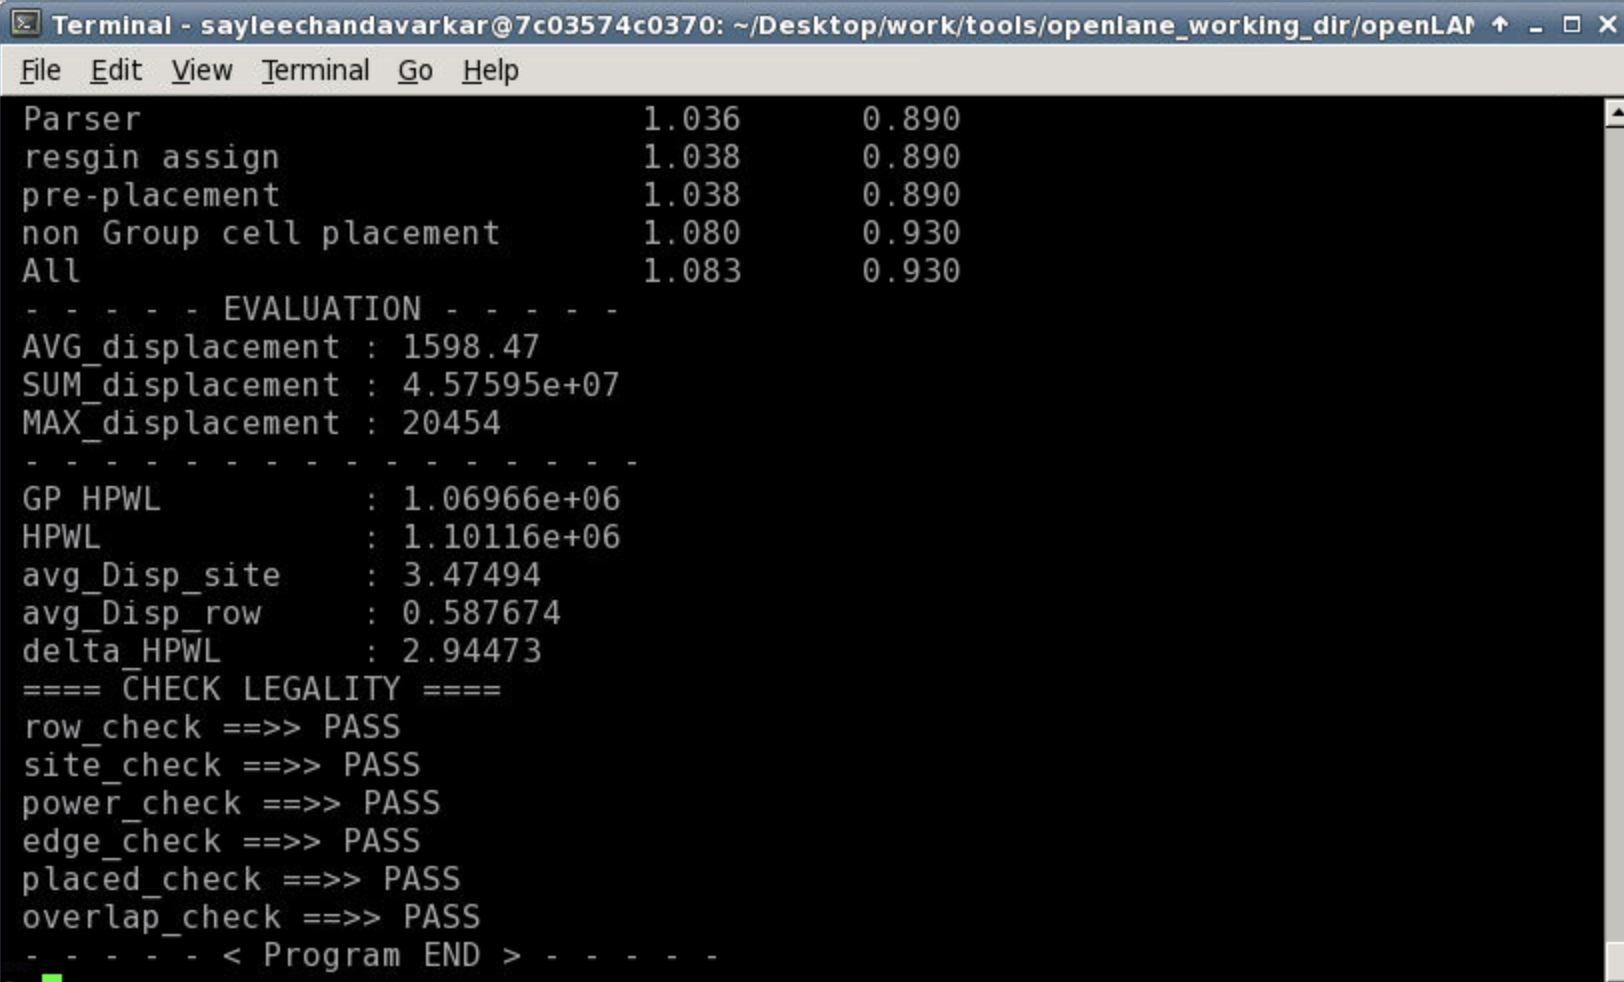 Terminal - sayleechandavarkar@7c03574c0370: ~/Desktop/work/tools/openlane_working_dir/openLAN
File Edit View Terminal Go Help
Parser 1.036 0.890
resgin assign 1.038 0.890
pre-placement 1.038 0.890
non Group cell placement 1.080 0.930
All 1.083 0.930
- - - - - EVALUATION - - - - -
AVG_displacement : 1598.47
SUM_displacement : 4.57595e+07
MAX_displacement : 20454
- - - - - - - - - - - - - - - -
GP HPWL : 1.06966e+06
HPWL : 1.10116e+06
avg_Disp_site : 3.47494
avg_Disp_row : 0.587674
delta_HPWL : 2.94473
==== CHECK LEGALITY ====
row_check ==>> PASS
site_check ==>> PASS
power_check ==>> PASS
edge_check ==>> PASS
placed_check ==>> PASS
overlap_check ==>> PASS
- - - - - < Program END > - - - - -